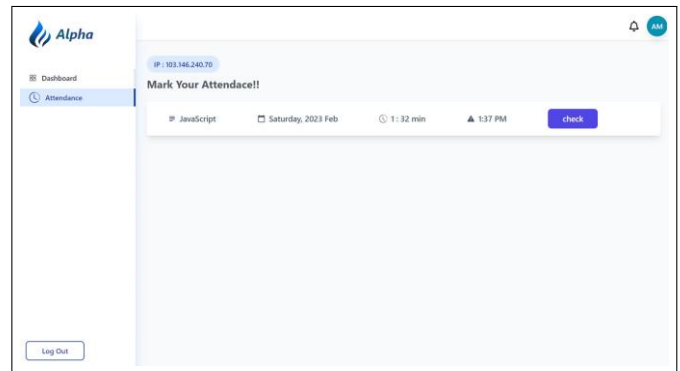 Alpha
AM
IP : 103.146.240.70
Dashboard
Mark Your Attendace!!
Attendance
JavaScript Saturday, 2023 Feb 1 : 32 min 1:37 PM check
Log Out